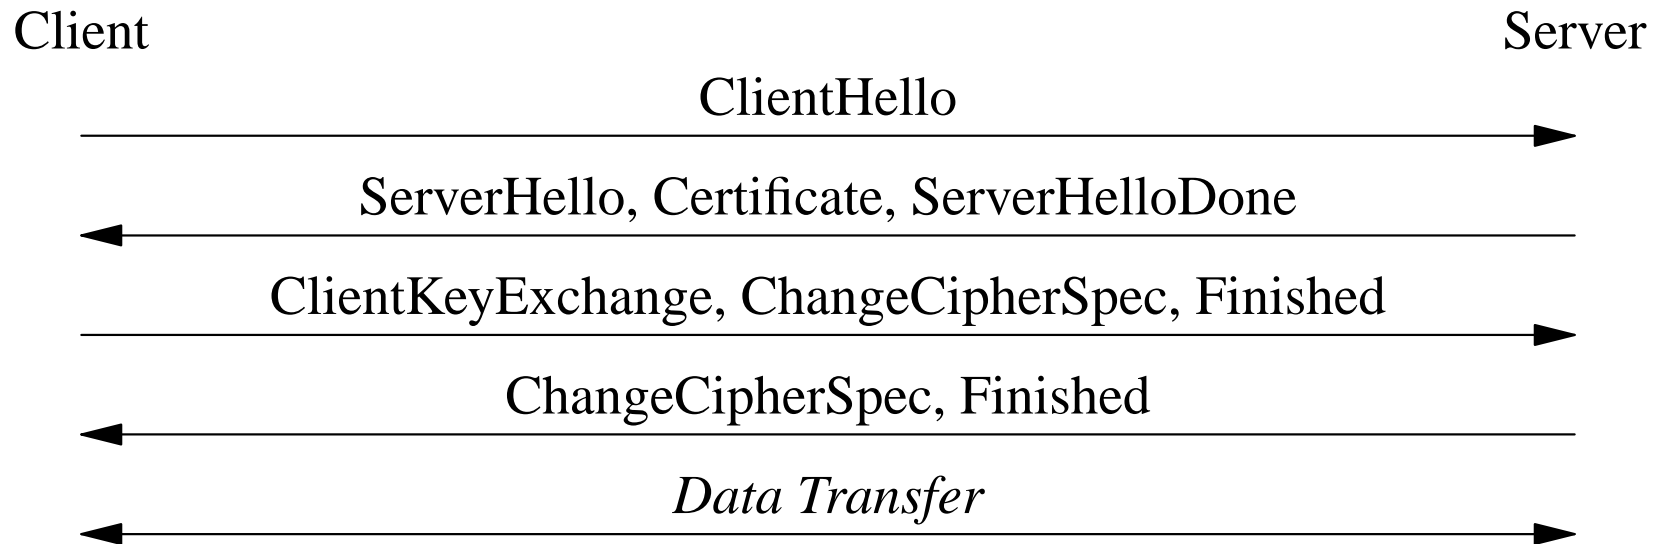 Client Server
ClientHello
ServerHello, Certificate, ServerHelloDone
ClientKeyExchange, ChangeCipherSpec, Finished
ChangeCipherSpec, Finished
Data Transfer